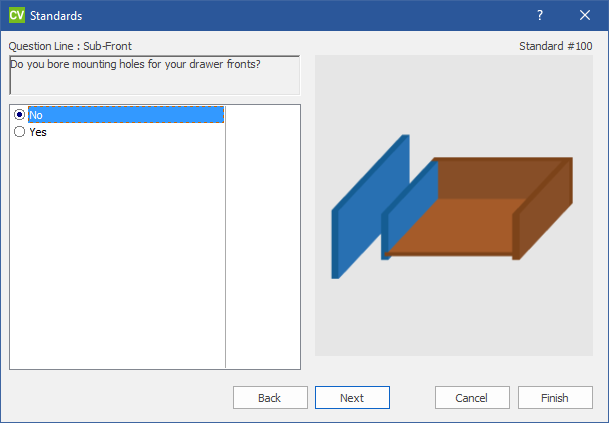 CV Standards ?
Question Line : Sub-Front Standard #100
Do you bore mounting holes for your drawer fronts?
No
Yes
Back Next Cancel Finish